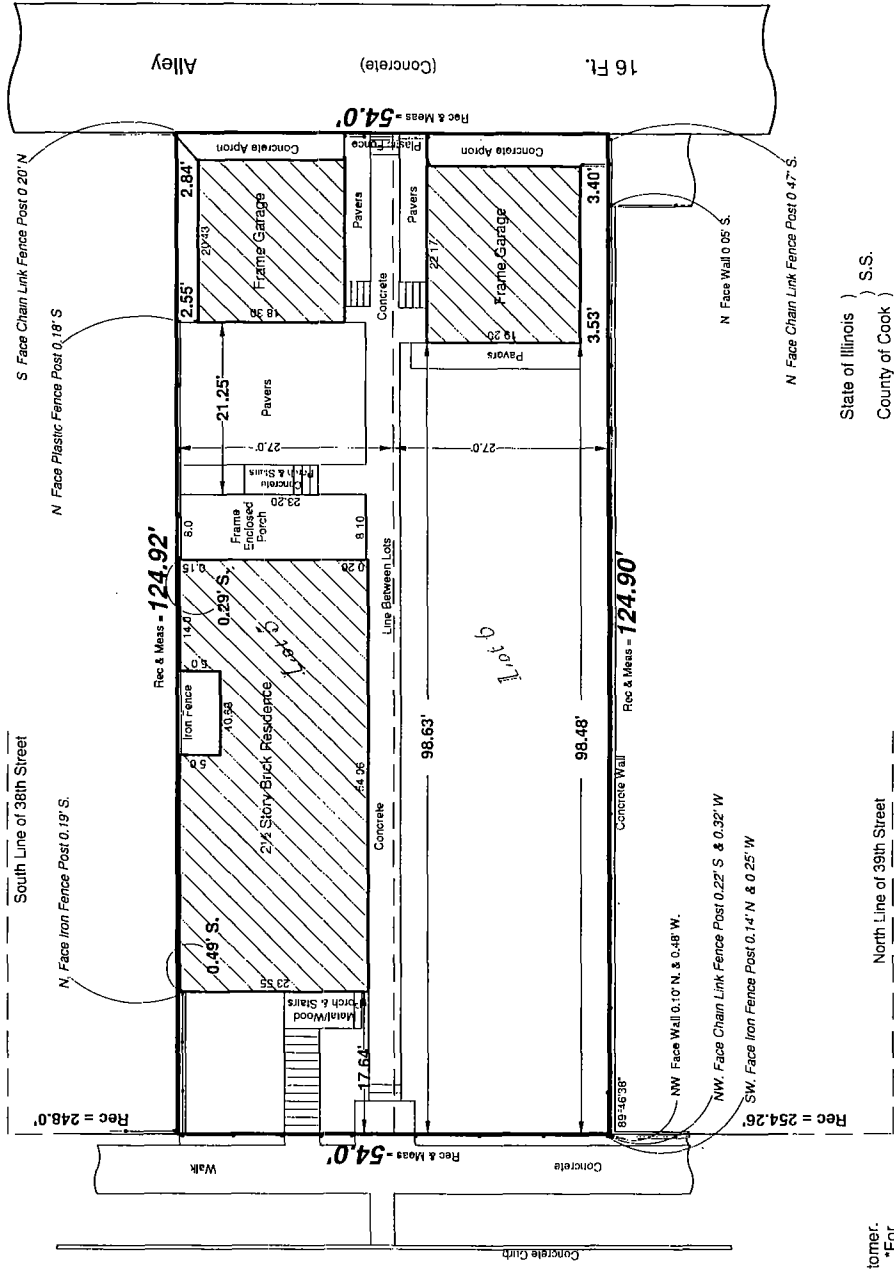 S Face Chain Link Fence Post 0 20' N
N Face Plastic Fence Post 0.18' S
South Line of 38th Street
N. Face Iron Fence Post 0.19' S.
Rec = 248.0'
Rec & Meas = 124.92'
Alley
(Concrete)
16 Ft.
Rec & Meas = 54.0'
2.84'
2.55'
20 43
18 30
Frame Garage
Concrete Apron
Pavers
Plastic Fence
Pavers
Concrete
Concrete Apron
Frame Garage
22 17
19 20
3.40'
3.53'
Pavers
21.25'
Pavers
27.0'
27.0'
Concrete
Porch & Stairs
23.20
8.0
Frame
Enclosed
Porch
8 10
0.15
0.20
0.29' S.
14.0
5.0
Iron Fence
10.68
5.0
Lot
2½ Story Brick Residence
54 06
0.49' S.
23 55
Metal/Wood
Porch & Stairs
17.64'
Line Between Lots
Concrete
Lot
98.63'
98.48'
Concrete Wall
Rec & Meas = 124.90'
89°46'38"
Rec & Meas = 54.0'
Walk
Concrete
Concrete Curb
NW Face Wall 0.10' N. & 0.48' W.
NW. Face Chain Link Fence Post 0.22' S & 0.32' W
SW. Face Iron Fence Post 0.14' N & 0 25' W
Rec = 254.26'
North Line of 39th Street
N Face Wall 0 05' S.
N Face Chain Link Fence Post 0 47' S.
State of Illinois )
) S.S.
County of Cook )
tomer.
*For